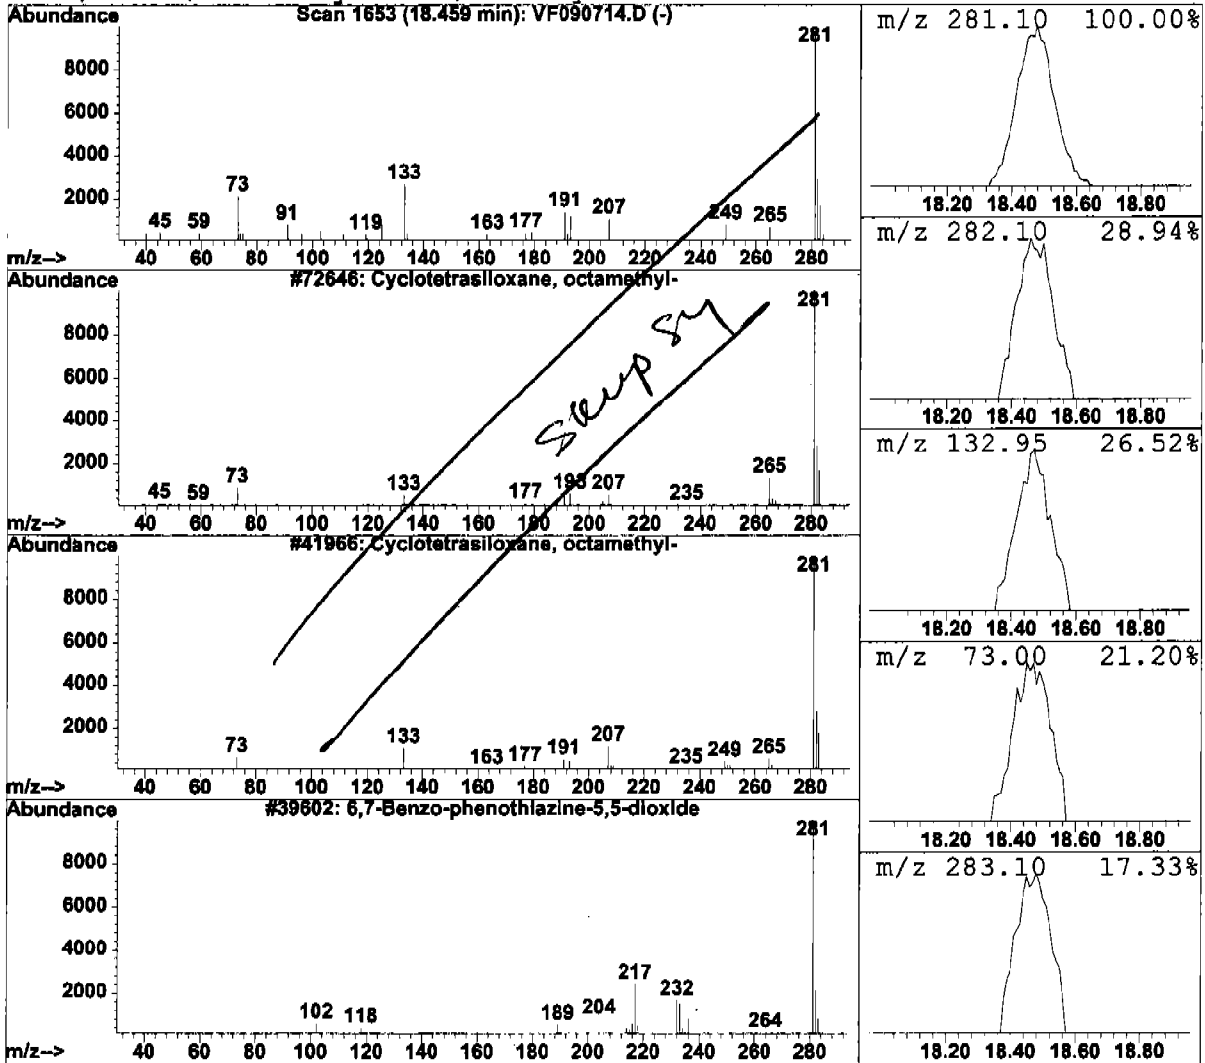 Abundance
Scan 1653 (18.459 min): VF090714.D (-)
281
8000
6000
4000
2000
45 59 73 91 119 133 163 177 191 207 249 265
m/z-->
40 60 80 100 120 140 160 180 200 220 240 260 280
Abundance
#72646: Cyclotetrasiloxane, octamethyl-
281
8000
6000
4000
2000
45 59 73 133 177 193 207 235 265
m/z-->
40 60 80 100 120 140 160 180 200 220 240 260 280
Abundance
#41966: Cyclotetrasiloxane, octamethyl-
281
8000
6000
4000
2000
73 133 163 177 191 207 235 249 265
m/z-->
40 60 80 100 120 140 160 180 200 220 240 260 280
Abundance
#39602: 6,7-Benzo-phenothiazine-5,5-dioxide
281
8000
6000
4000
2000
102 118 189 204 217 232 264
m/z-->
40 60 80 100 120 140 160 180 200 220 240 260 280
m/z 281.10 100.00%
18.20 18.40 18.60 18.80
m/z 282.10 28.94%
18.20 18.40 18.60 18.80
m/z 132.95 26.52%
18.20 18.40 18.60 18.80
m/z 73.00 21.20%
18.20 18.40 18.60 18.80
m/z 283.10 17.33%
18.20 18.40 18.60 18.80